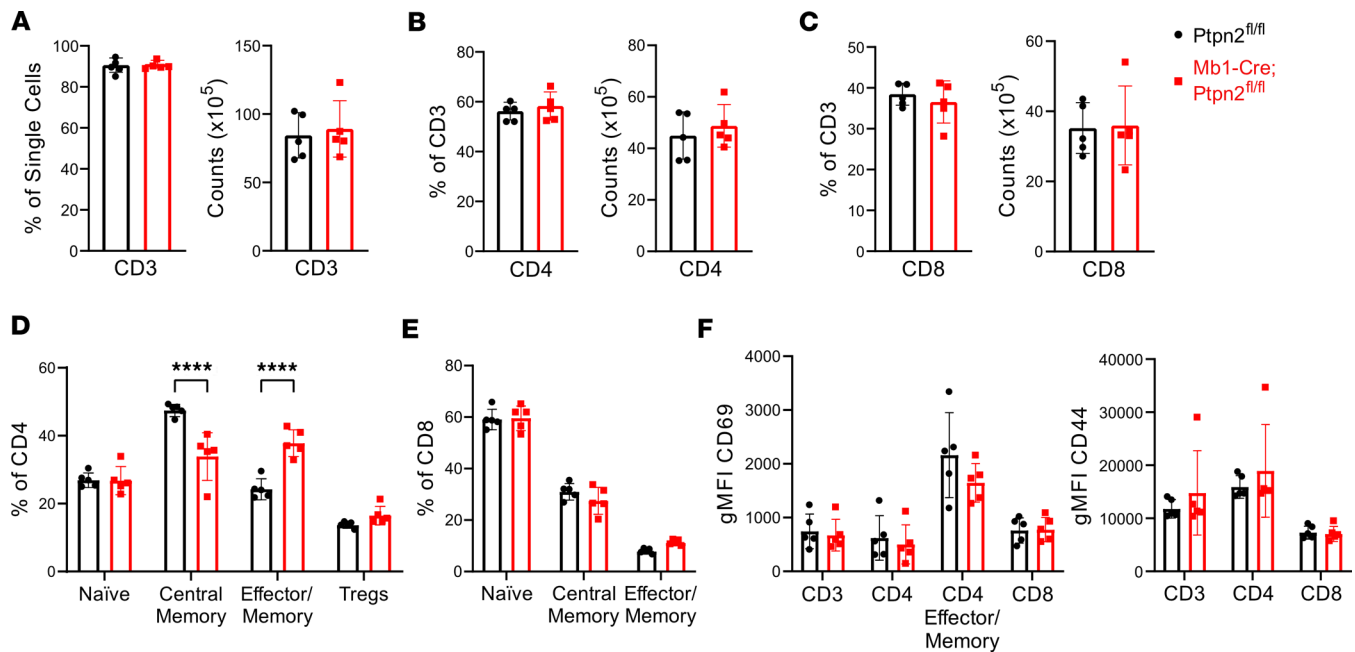 A
% of Single Cells
100
80
60
40
20
0
CD3
Counts (x10⁵)
150
100
50
0
CD3
B
% of CD3
80
60
40
20
0
CD4
Counts (x10⁵)
80
60
40
20
0
CD4
C
% of CD3
50
40
30
20
10
0
CD8
Counts (x10⁵)
60
40
20
0
CD8
Ptpn2fl/fl
Mb1-Cre;
Ptpn2fl/fl
D
% of CD4
60
40
20
0
****
****
Naïve
Central
Memory
Effector/
Memory
Tregs
E
% of CD8
80
60
40
20
0
Naïve
Central
Memory
Effector/
Memory
F
gMFI CD69
4000
3000
2000
1000
0
CD3
CD4
CD4
Effector/
Memory
CD8
gMFI CD44
40000
30000
20000
10000
0
CD3
CD4
CD8